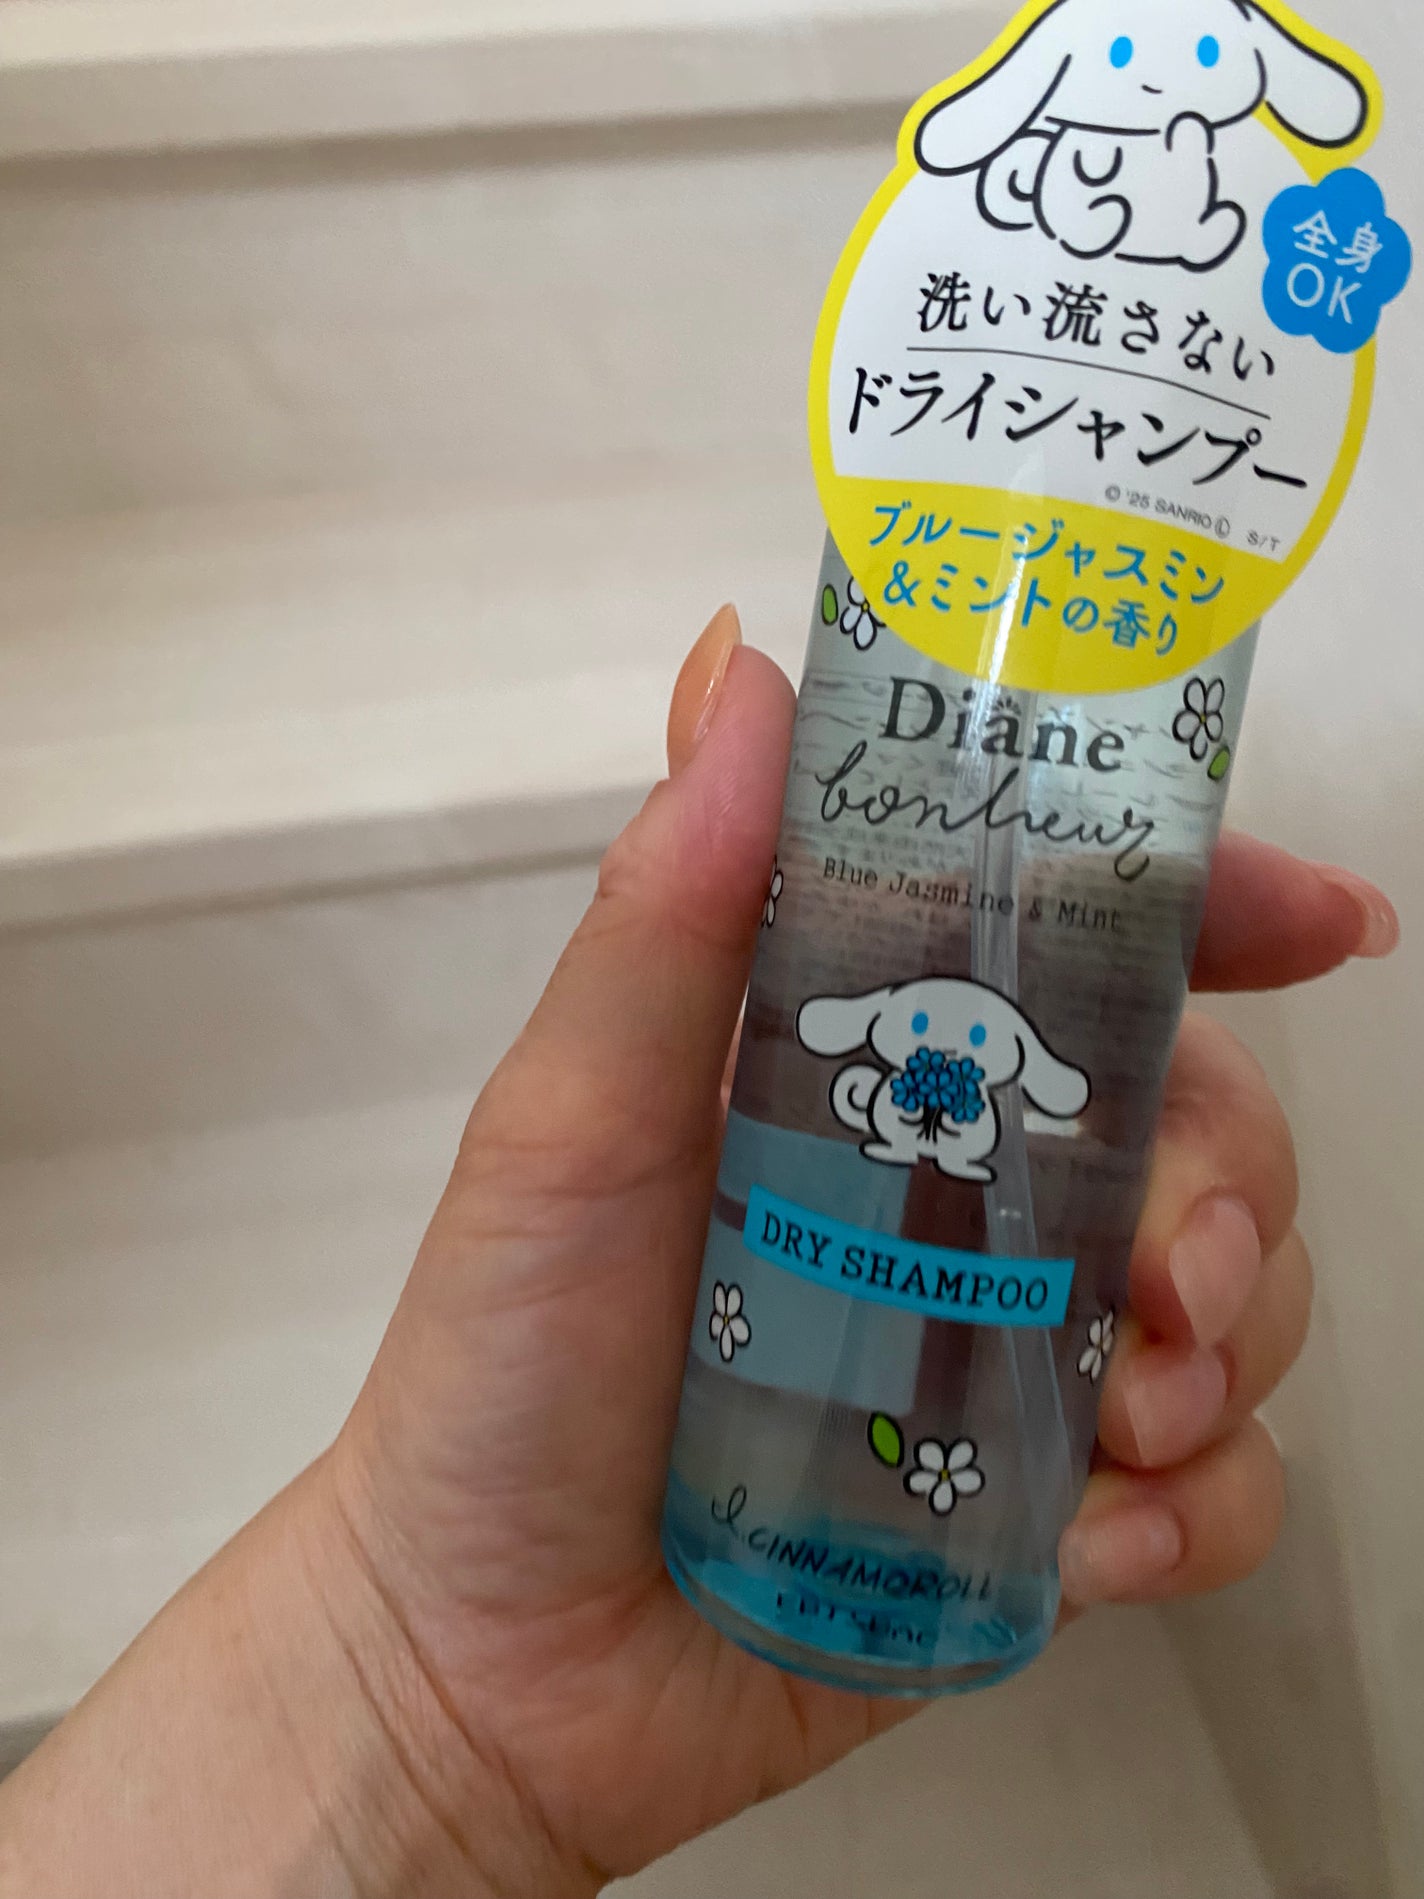 全身
OK
洗い流さない
ドライシャンプー
© '25 SANRIO Ⓛ S/T
ブルージャスミン
&ミントの香り
Diane
bonheur
Blue Jasmine & Mint
DRY SHAMPOO
I.CINNAMOROLL